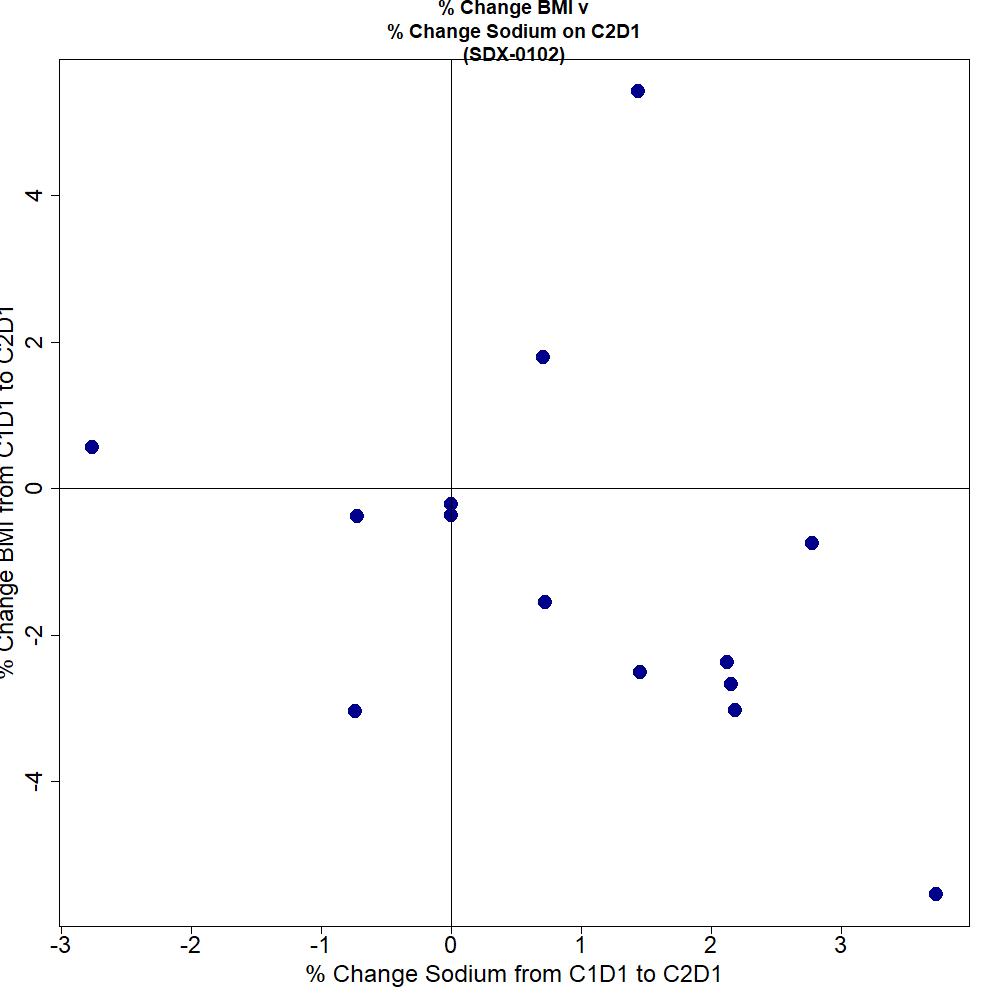 % Change BMI v
% Change Sodium on C2D1
(SDX-0102)
% Change BMI from C1D1 to C2D1
4
2
0
-2
-4
-3
-2
-1
0
1
2
3
% Change Sodium from C1D1 to C2D1